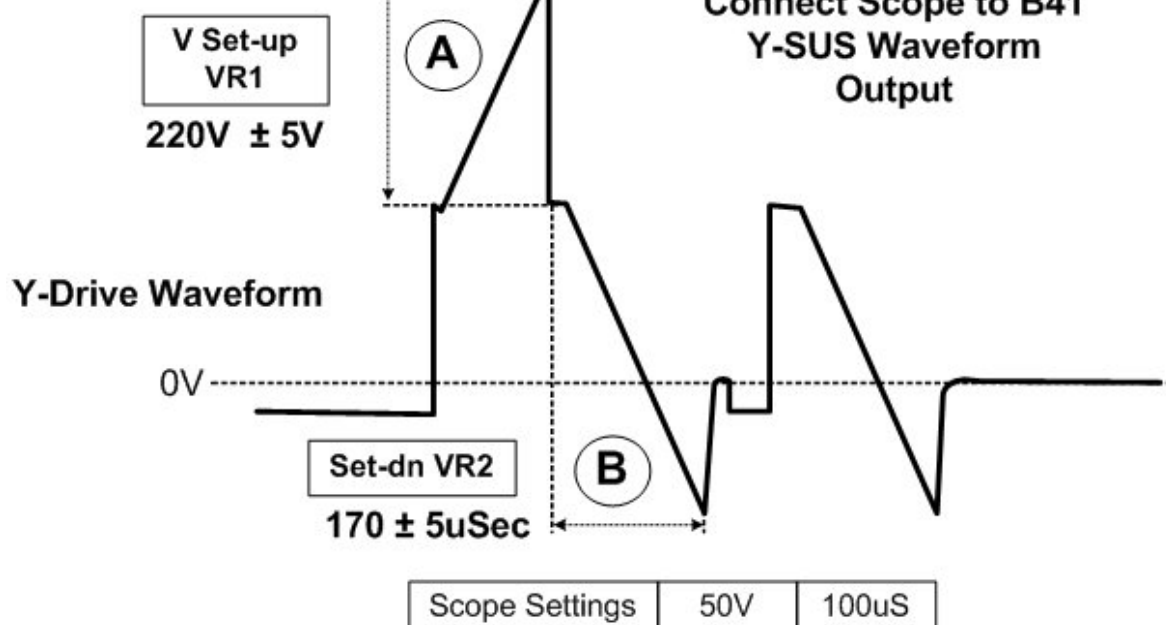 Connect Scope to B41
Y-SUS Waveform
Output
V Set-up
VR1
A
220V ± 5V
Y-Drive Waveform
0V
Set-dn VR2
B
170 ± 5uSec
Scope Settings 50V 100uS